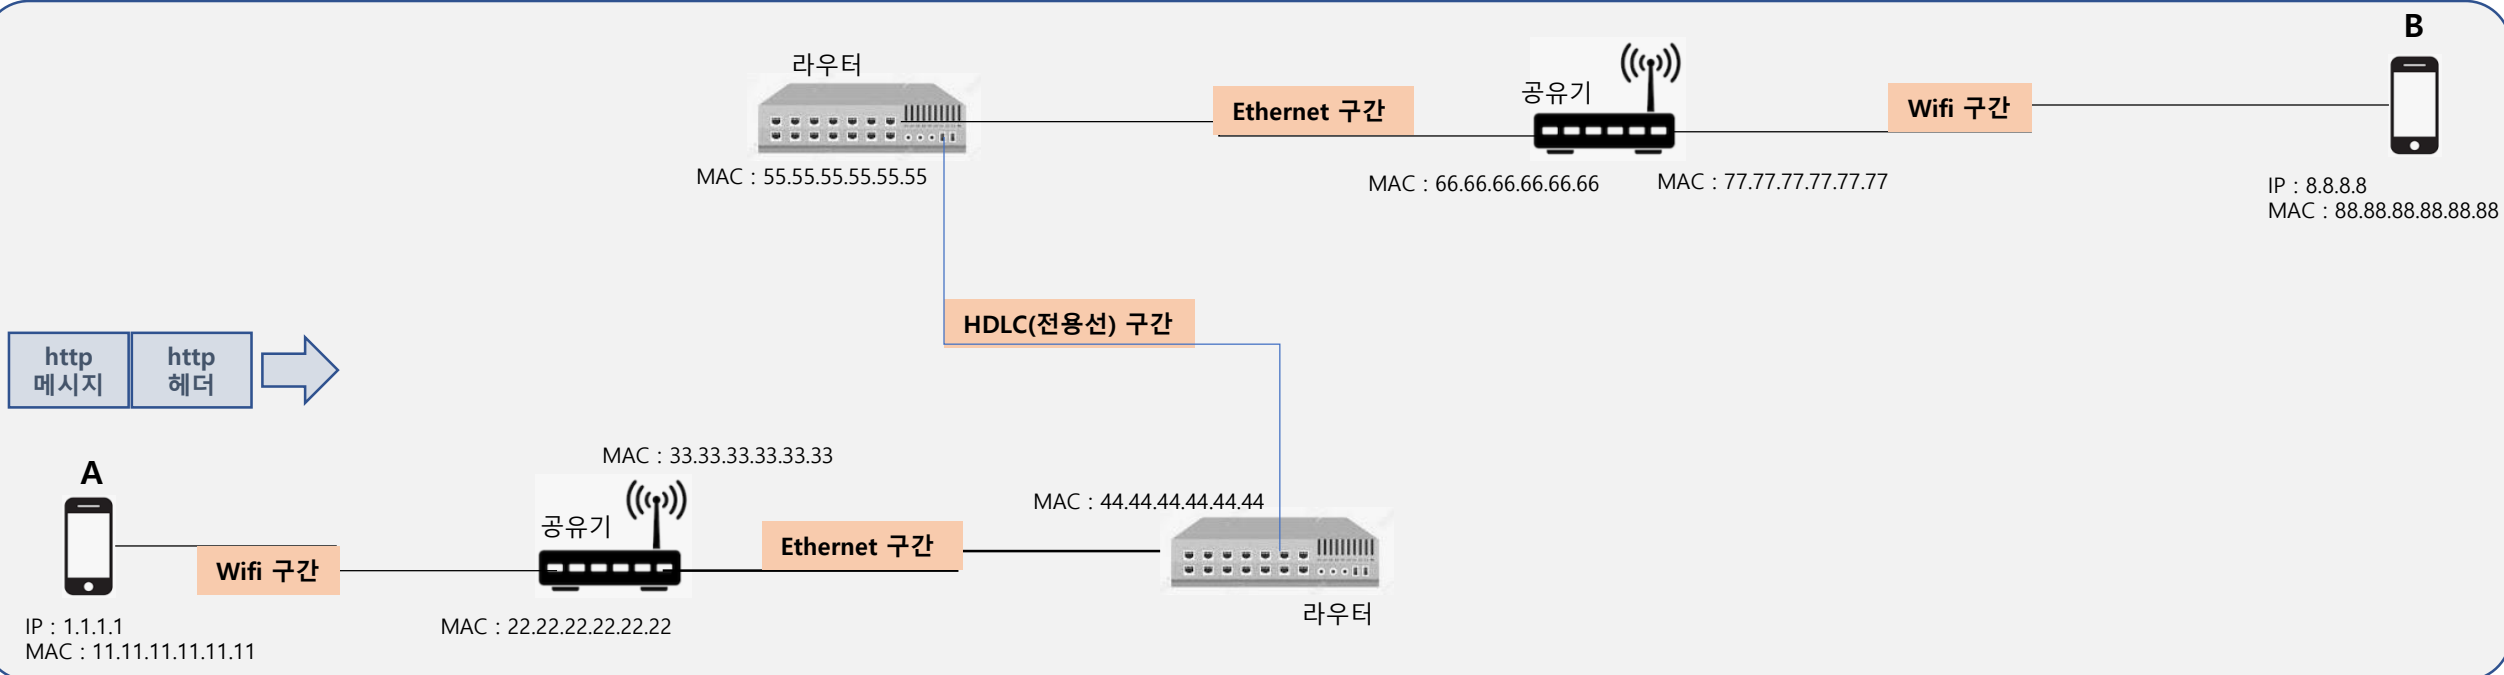 B
라우터
공유기
Ethernet 구간
Wifi 구간
MAC : 55.55.55.55.55.55
MAC : 66.66.66.66.66.66
MAC : 77.77.77.77.77.77
IP : 8.8.8.8
MAC : 88.88.88.88.88.88
HDLC(전용선) 구간
http
메시지
http
헤더
MAC : 33.33.33.33.33.33
A
MAC : 44.44.44.44.44.44
공유기
Ethernet 구간
Wifi 구간
라우터
IP : 1.1.1.1
MAC : 11.11.11.11.11.11
MAC : 22.22.22.22.22.22